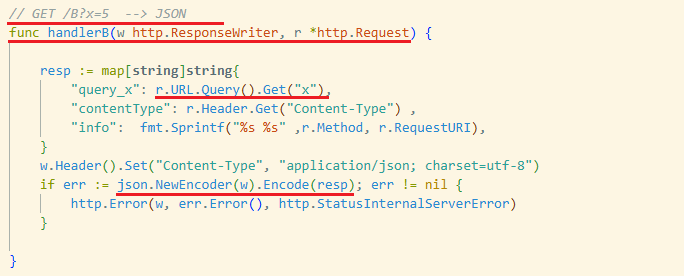 // GET /B?x=5  --> JSON
func handlerB(w http.ResponseWriter, r *http.Request) {
    resp := map[string]string{
        "query_x": r.URL.Query().Get("x"),
        "contentType": r.Header.Get("Content-Type") ,
        "info":  fmt.Sprintf("%s %s" ,r.Method, r.RequestURI),
    }
    w.Header().Set("Content-Type", "application/json; charset=utf-8")
    if err := json.NewEncoder(w).Encode(resp); err != nil {
        http.Error(w, err.Error(), http.StatusInternalServerError)
    }
}